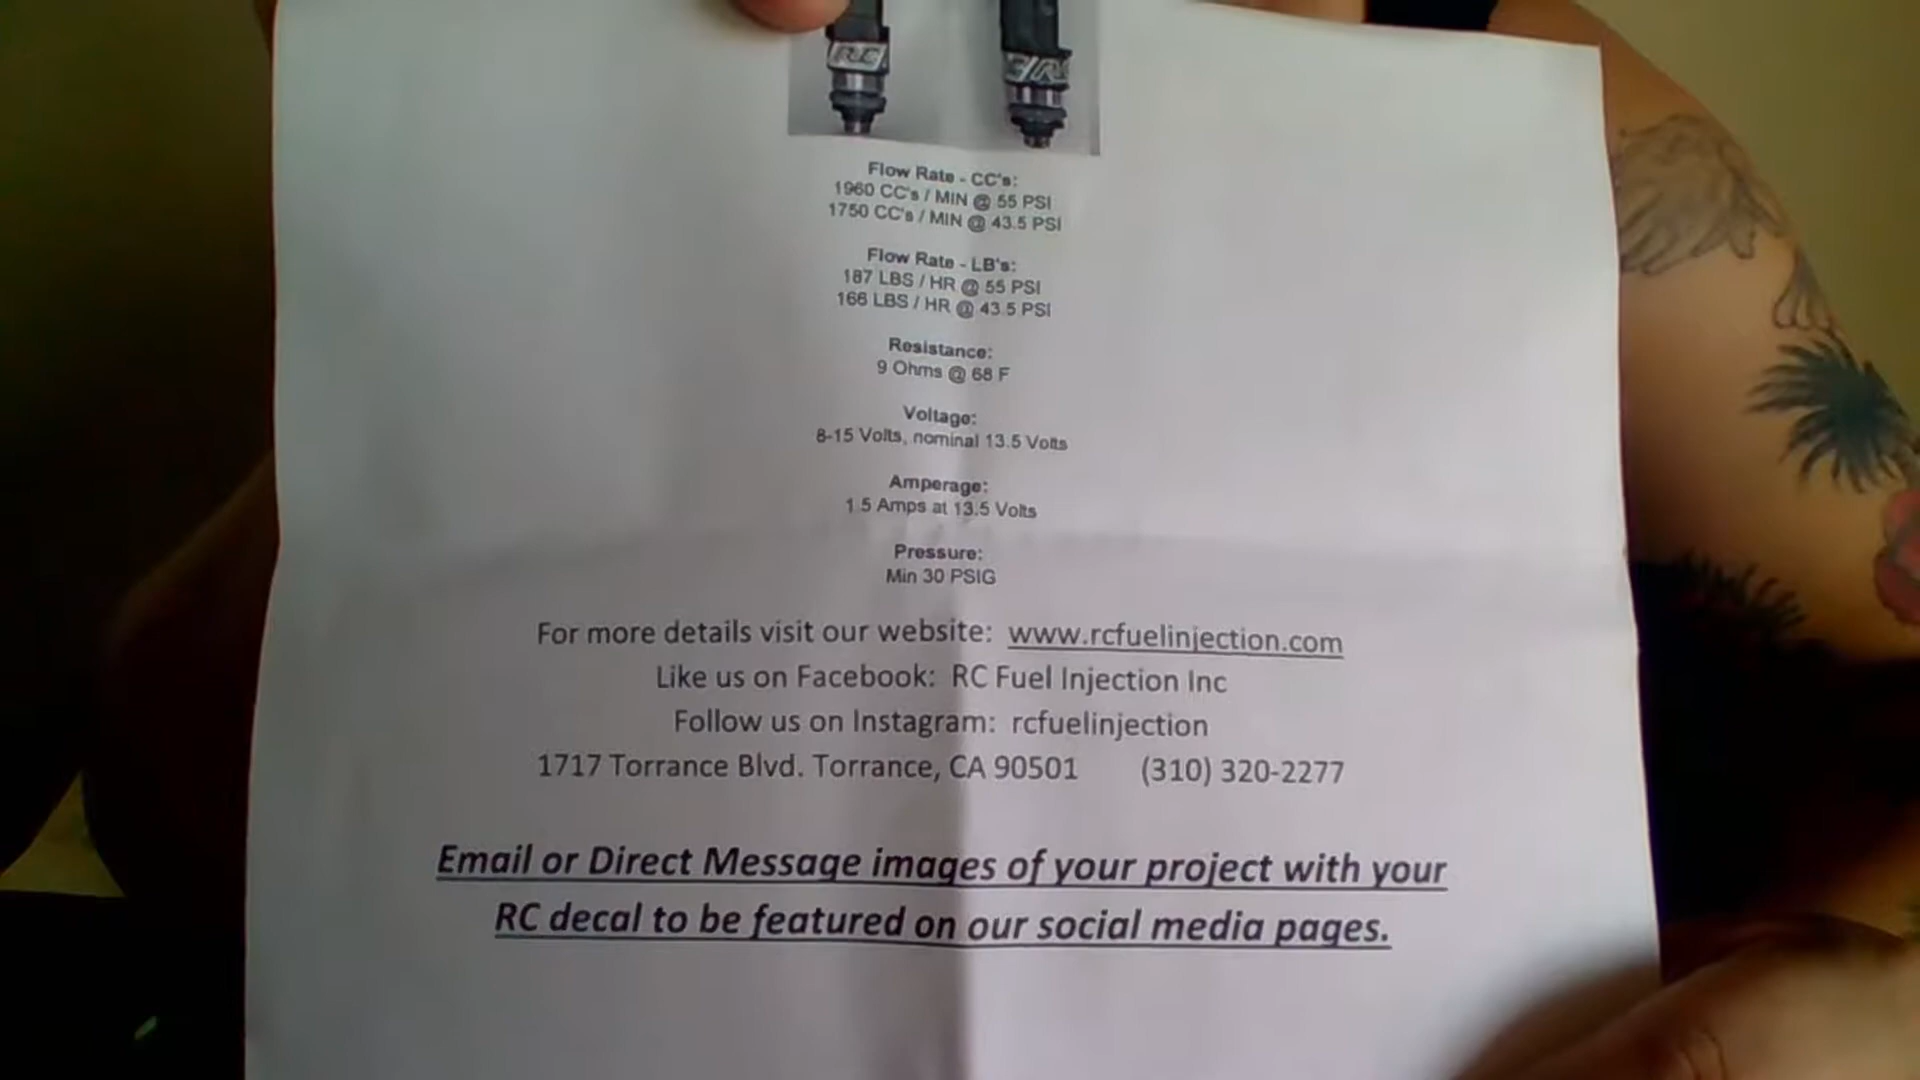 RC
RC
Flow Rate - CC's:
1960 CC's / MIN @ 55 PSI
1750 CC's / MIN @ 43.5 PSI
Flow Rate - LB's:
187 LBS / HR @ 55 PSI
166 LBS / HR @ 43.5 PSI
Resistance:
9 Ohms @ 68 F
Voltage:
8-15 Volts, nominal 13.5 Volts
Amperage:
1.5 Amps at 13.5 Volts
Pressure:
Min 30 PSIG
For more details visit our website: www.rcfuelinjection.com
Like us on Facebook: RC Fuel Injection Inc
Follow us on Instagram: rcfuelinjection
1717 Torrance Blvd. Torrance, CA 90501 (310) 320-2277
Email or Direct Message images of your project with your
RC decal to be featured on our social media pages.